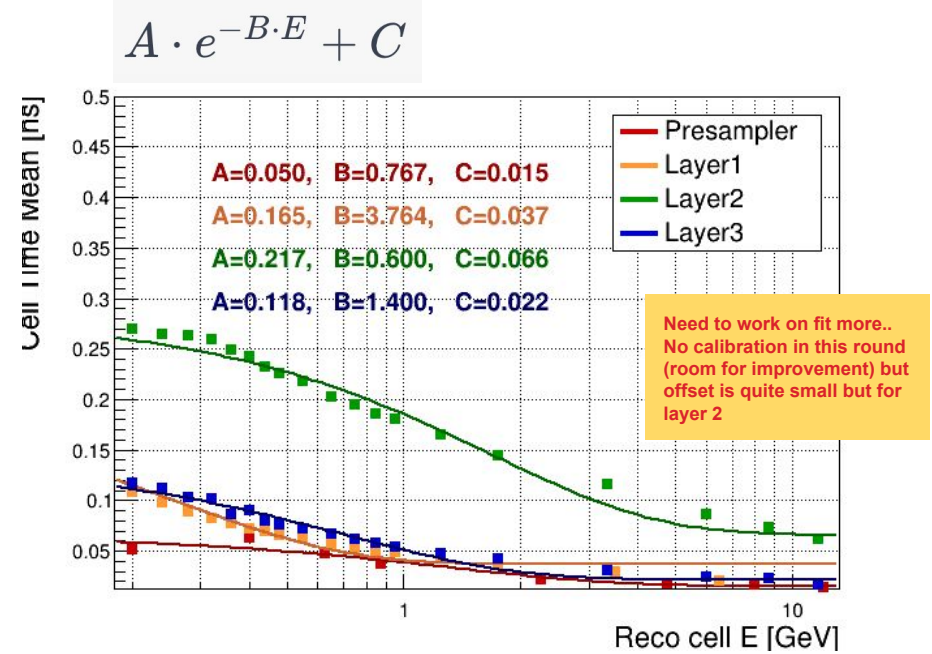 A · e^{-B·E} + C
Cell Time Mean [ns]
0.5
0.45
0.4
0.35
0.3
0.25
0.2
0.15
0.1
0.05
A=0.050, B=0.767, C=0.015
A=0.165, B=3.764, C=0.037
A=0.217, B=0.600, C=0.066
A=0.118, B=1.400, C=0.022
Presampler
Layer1
Layer2
Layer3
Need to work on fit more..
No calibration in this round
(room for improvement) but
offset is quite small but for
layer 2
1
10
Reco cell E [GeV]